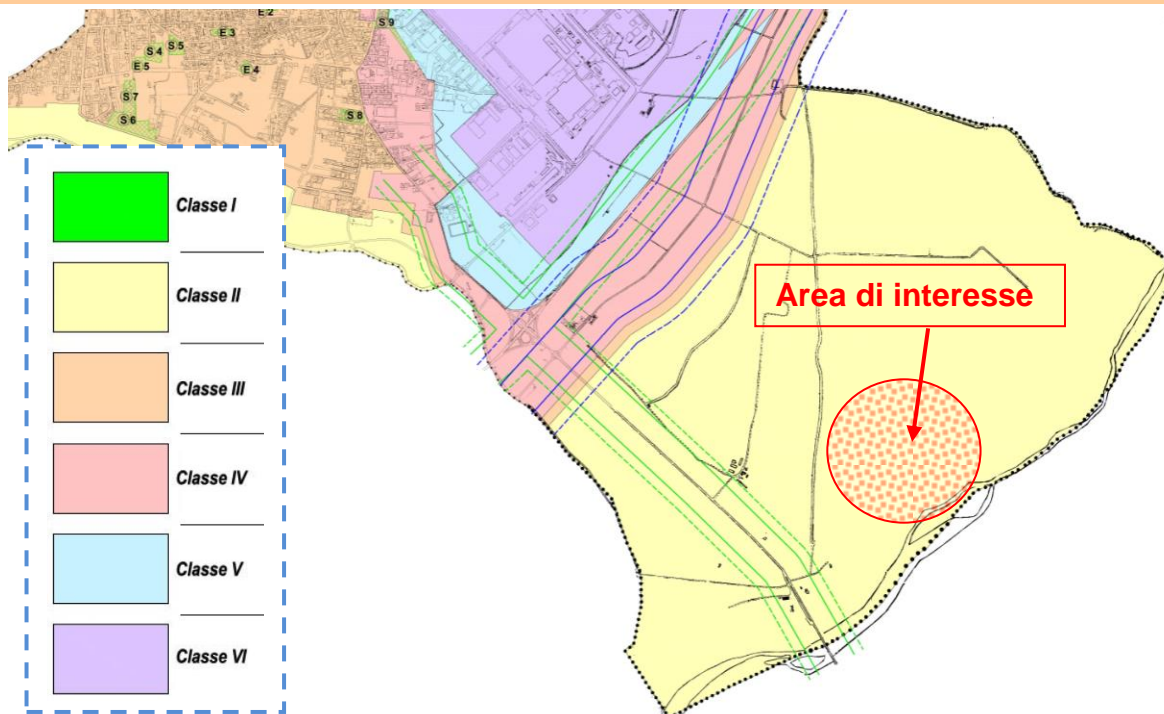 E 2
S 9
E 3
S 5
S 4
E 5
E 4
S 7
S 6
S 8
Classe I
Classe II
Classe III
Classe IV
Classe V
Classe VI
Area di interesse